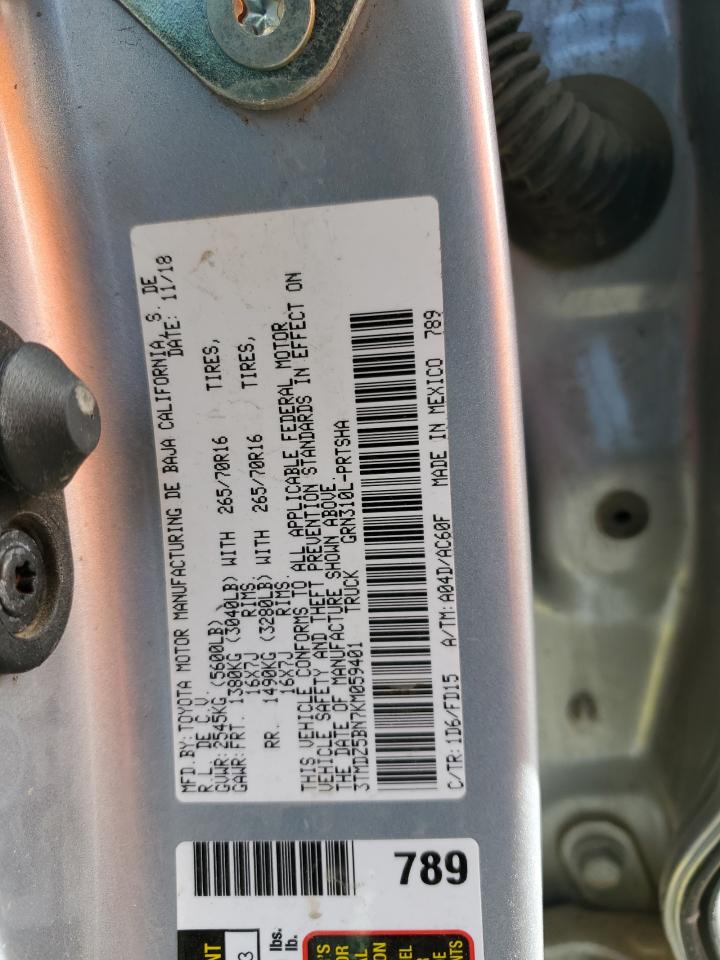 MFD.BY:TOYOTA MOTOR MANUFACTURING DE BAJA CALIFORNIA, S. DE
R.L. DE C.V. DATE: 11/18
GVWR:2545KG (5600LB)
GAWR:FRT. 1380KG (3040LB) WITH 265/70R16 TIRES,
16X7J RIMS
RR. 1490KG (3280LB) WITH 265/70R16 TIRES,
16X7J RIMS.
THIS VEHICLE CONFORMS TO ALL APPLICABLE FEDERAL MOTOR
VEHICLE SAFETY AND THEFT PREVENTION STANDARDS IN EFFECT ON
THE DATE OF MANUFACTURE SHOWN ABOVE.
3TMDZ5BN7KM059401 TRUCK GRN310L-PRTSHA
C/TR:1D6/FD15 A/TM:A04D/AC60F MADE IN MEXICO 789
789
lbs.
lb.